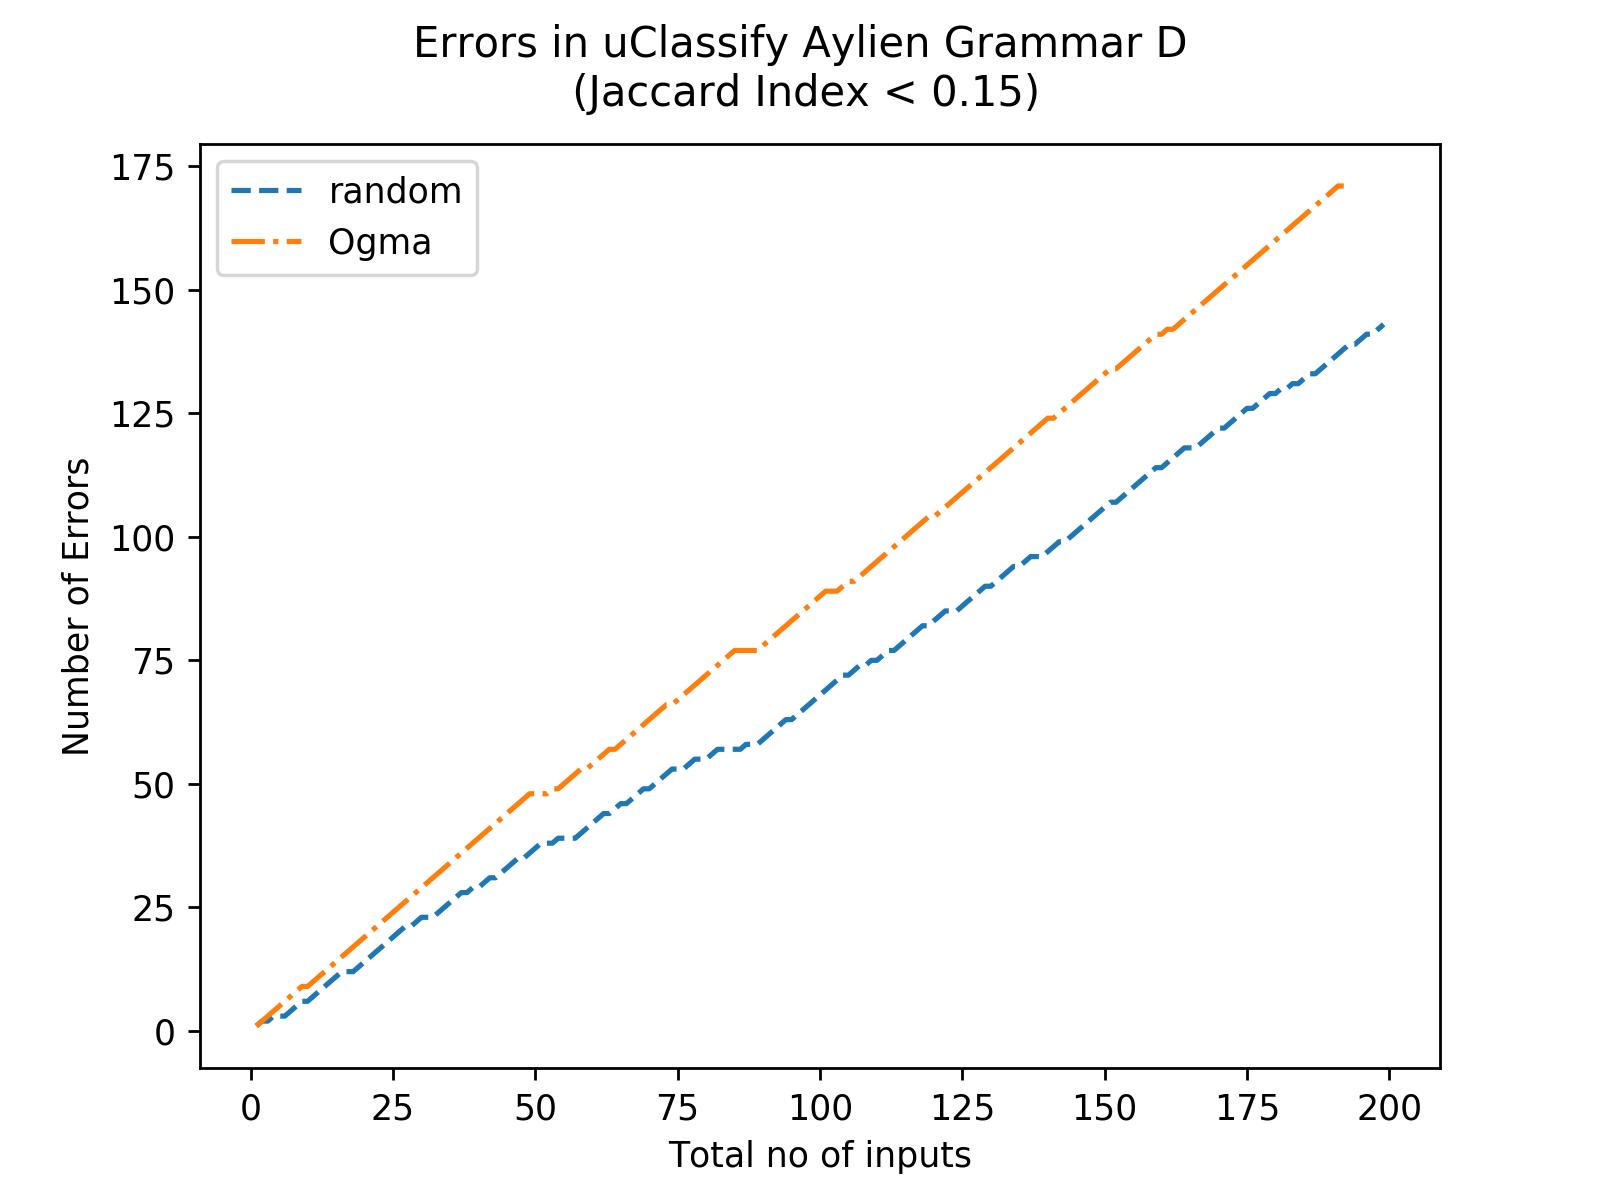 Errors in uClassify Aylien Grammar D
(Jaccard Index < 0.15)
175
150
125
100
75
50
25
0
Number of Errors
random
Ogma
0 25 50 75 100 125 150 175 200
Total no of inputs